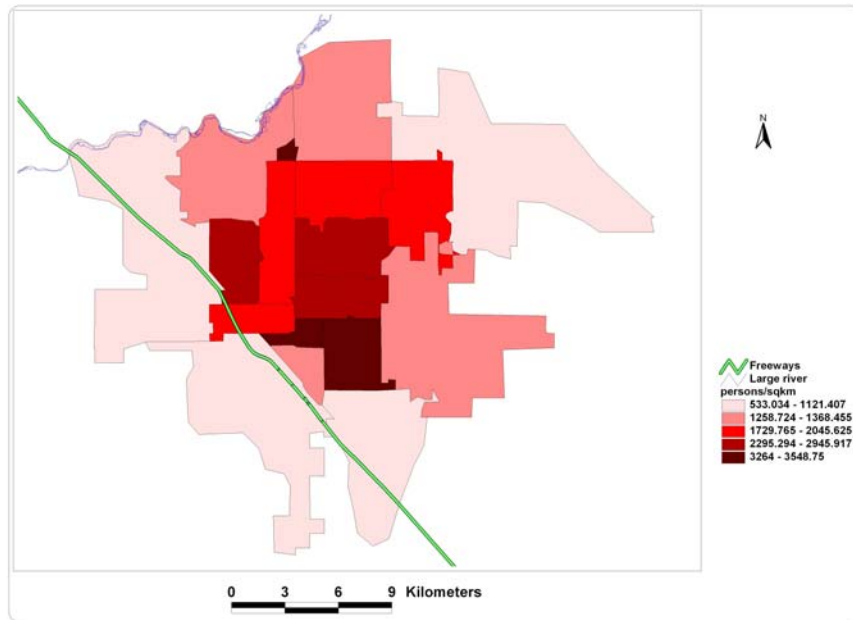 N
Freeways
Large river
persons/sqkm
533.034 - 1121.407
1258.724 - 1368.455
1729.765 - 2045.625
2295.294 - 2945.917
3264 - 3548.75
0 3 6 9 Kilometers